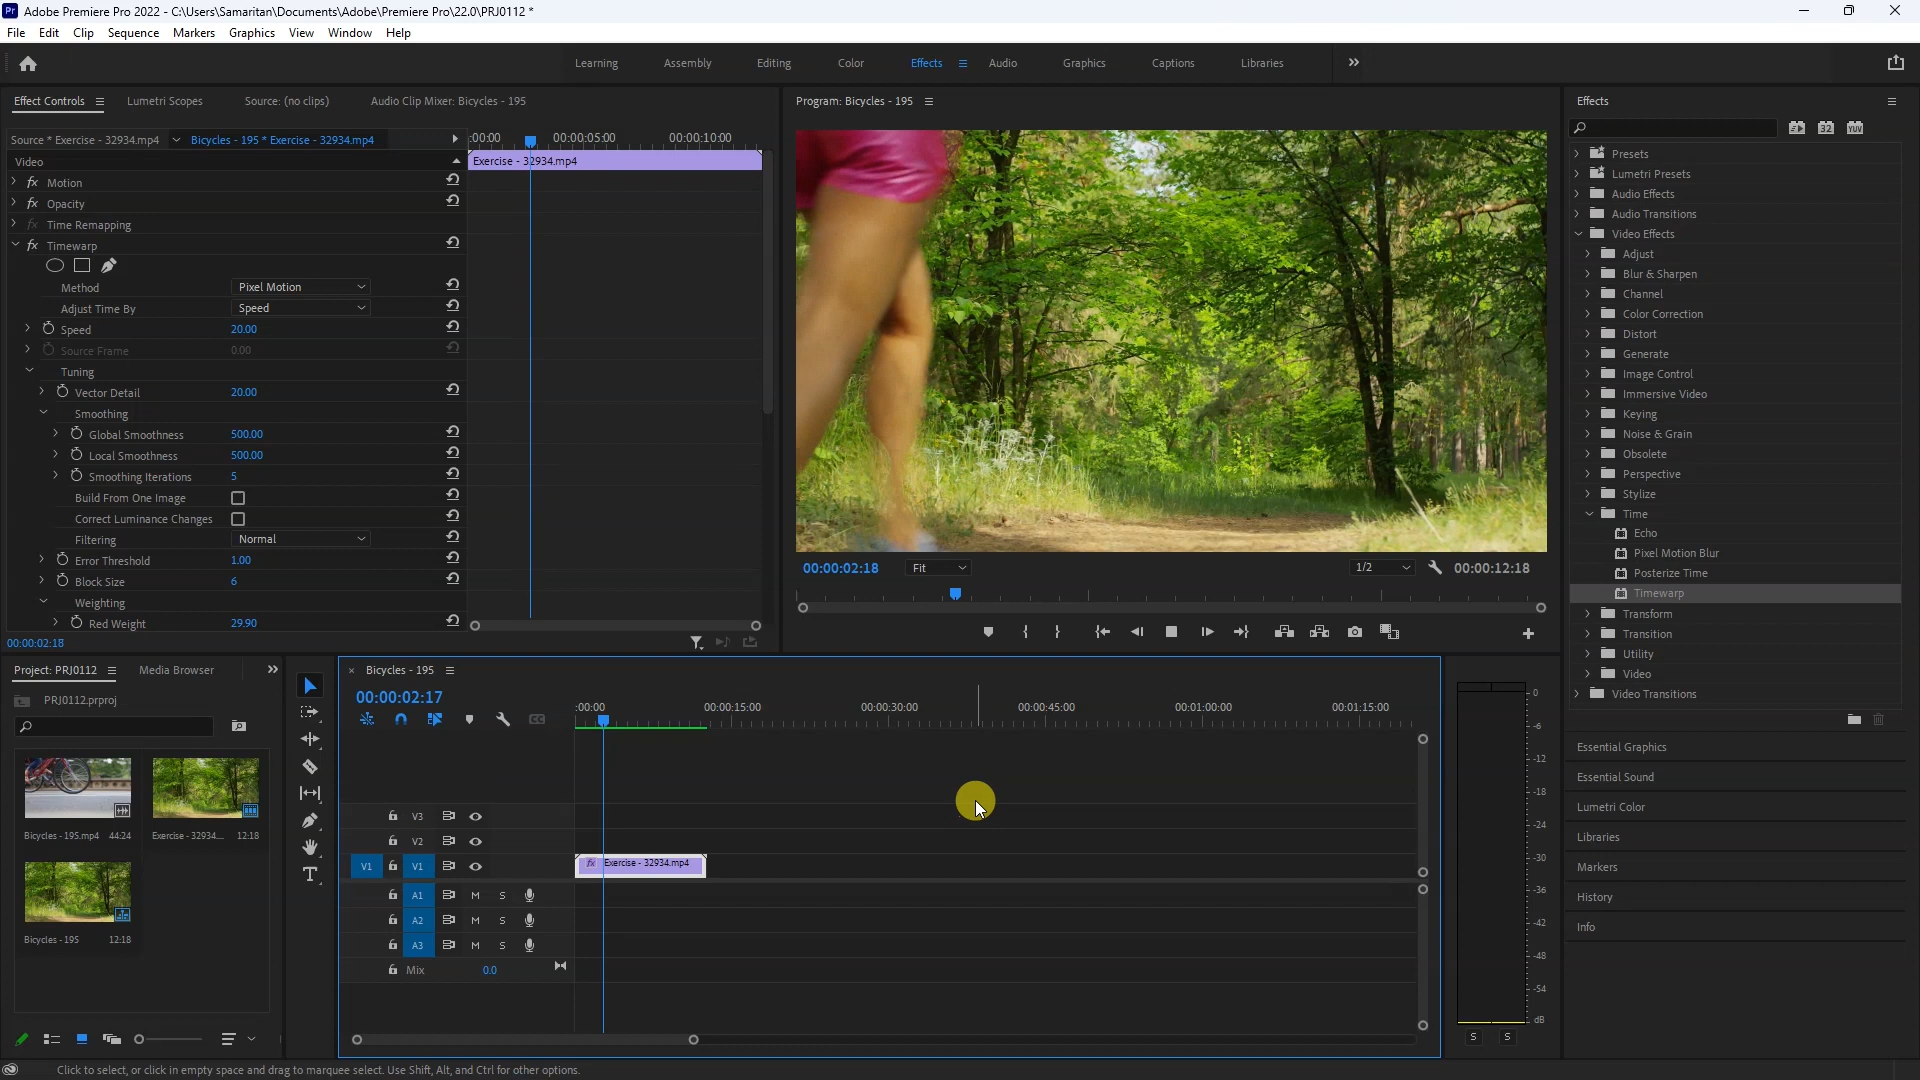 Adobe Premiere Pro 2022 - C:\Users\Samaritan\Documents\Adobe\Premiere Pro\22.0\PRJ0112 *
File Edit Clip Sequence Markers Graphics View Window Help
Learning Assembly Editing Color Effects Audio Graphics Captions Libraries
Effect Controls Lumetri Scopes Source: (no clips) Audio Clip Mixer: Bicycles - 195
Source * Exercise - 32934.mp4 Bicycles - 195 * Exercise - 32934.mp4
:00:00 00:00:05:00 00:00:10:00
Video
Exercise - 32934.mp4
fx Motion
fx Opacity
fx Time Remapping
fx Timewarp
Method Pixel Motion
Adjust Time By Speed
Speed 20.00
Source Frame 0.00
Tuning
Vector Detail 20.00
Smoothing
Global Smoothness 500.00
Local Smoothness 500.00
Smoothing Iterations 5
Build From One Image
Correct Luminance Changes
Filtering Normal
Error Threshold 1.00
Block Size 6
Weighting
Red Weight 29.90
00:00:02:18
Program: Bicycles - 195
00:00:02:18 Fit 1/2 00:00:12:18
Effects
32 YUV
Presets
Lumetri Presets
Audio Effects
Audio Transitions
Video Effects
Adjust
Blur & Sharpen
Channel
Color Correction
Distort
Generate
Image Control
Immersive Video
Keying
Noise & Grain
Obsolete
Perspective
Stylize
Time
Echo
Pixel Motion Blur
Posterize Time
Timewarp
Transform
Transition
Utility
Video
Video Transitions
Essential Graphics
Essential Sound
Lumetri Color
Libraries
Markers
History
Info
Project: PRJ0112 Media Browser
PRJ0112.prproj
Bicycles - 195.mp4 44:24
Exercise - 32934... 12:18
Bicycles - 195 12:18
Bicycles - 195
00:00:02:17
:00:00 00:00:15:00 00:00:30:00 00:00:45:00 00:01:00:00 00:01:15:00
V3
V2
V1 V1
fx Exercise - 32934.mp4
A1 M S
A2 M S
A3 M S
Mix 0.0
0
-6
-12
-18
-24
-30
-36
-42
-48
-54
dB
S S
Click to select, or click in empty space and drag to marquee select. Use Shift, Alt, and Ctrl for other options.